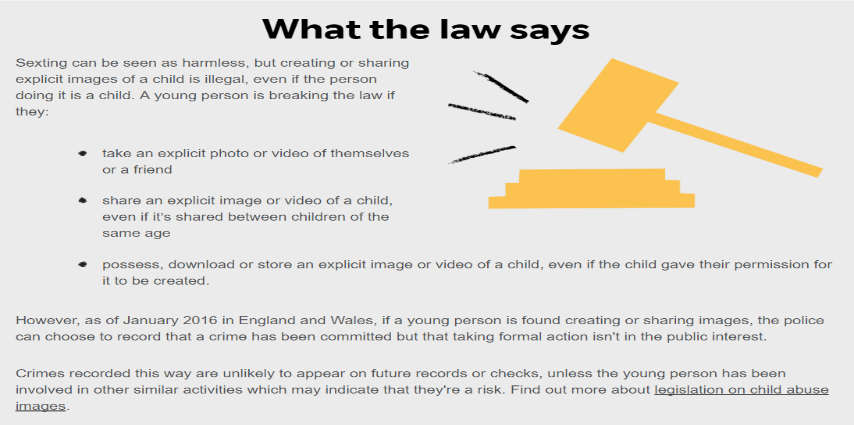 What the law says
Sexting can be seen as harmless, but creating or sharing
explicit images of a child is illegal, even if the person
doing it is a child. A young person is breaking the law if
they:
take an explicit photo or video of themselves
or a friend
share an explicit image or video of a child,
even if it's shared between children of the
same age
possess, download or store an explicit image or video of a child, even if the child gave their permission for
it to be created.
However, as of January 2016 in England and Wales, if a young person is found creating or sharing images, the police
can choose to record that a crime has been committed but that taking formal action isn't in the public interest.
Crimes recorded this way are unlikely to appear on future records or checks, unless the young person has been
involved in other similar activities which may indicate that they're a risk. Find out more about legislation on child abuse
images.